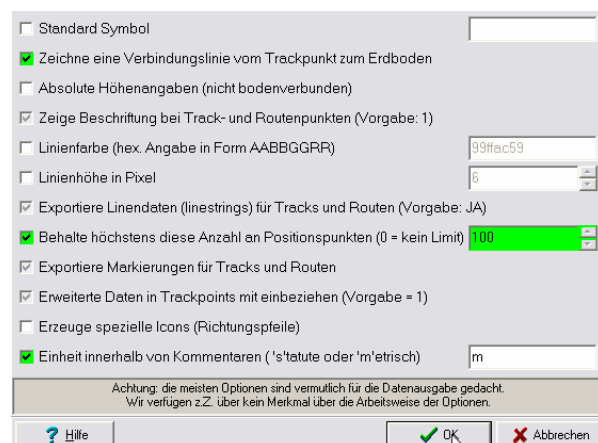 Standard Symbol
Zeichne eine Verbindungslinie vom Trackpunkt zum Erdboden
Absolute Höhenangaben (nicht bodenverbunden)
Zeige Beschriftung bei Track- und Routenpunkten (Vorgabe: 1)
Linienfarbe (hex. Angabe in Form AABBGGRR) 99ffac59
Linienhöhe in Pixel 6
Exportiere Linendaten (linestrings) für Tracks und Routen (Vorgabe: JA)
Behalte höchstens diese Anzahl an Positionspunkten (0 = kein Limit) 100
Exportiere Markierungen für Tracks und Routen
Erweiterte Daten in Trackpoints mit einbeziehen (Vorgabe = 1)
Erzeuge spezielle Icons (Richtungspfeile)
Einheit innerhalb von Kommentaren ( 's'tatute oder 'm'etrisch) m
Achtung: die meisten Optionen sind vermutlich für die Datenausgabe gedacht.
Wir verfügen z.Z. über kein Merkmal über die Arbeitsweise der Optionen.
? Hilfe OK Abbrechen